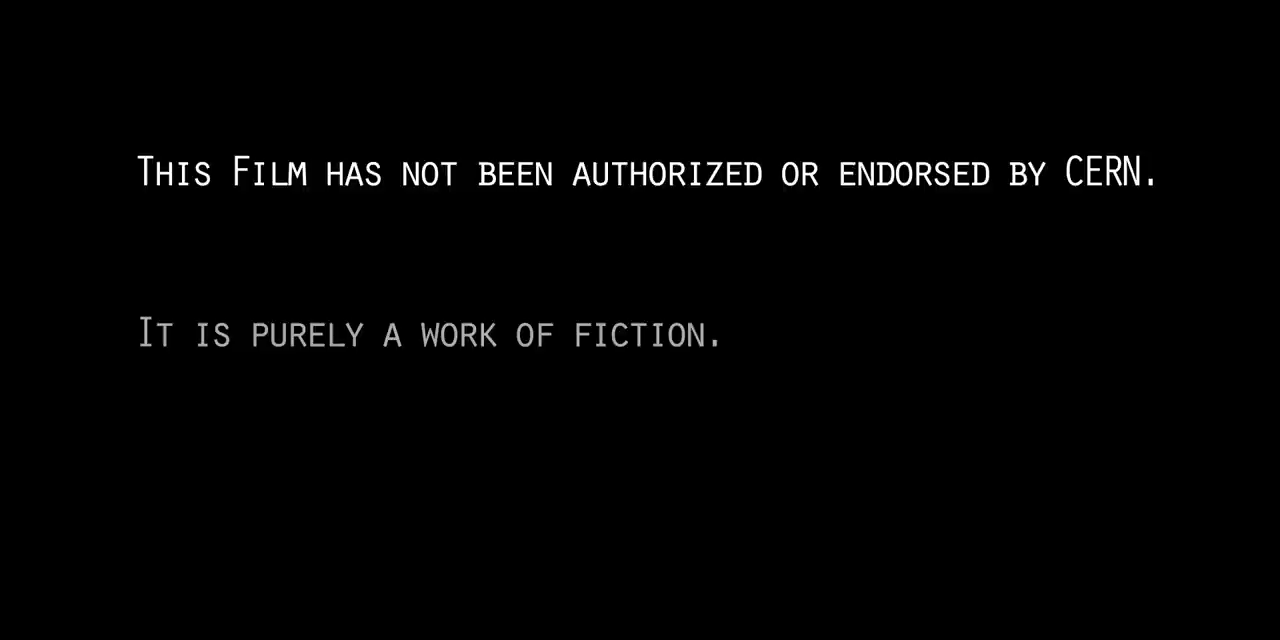 This Film has not been authorized or endorsed by CERN.
It is purely a work of fiction.